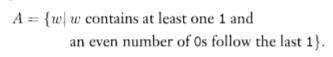 A = {w| w contains at least one 1 and
an even number of 0s follow the last 1}.